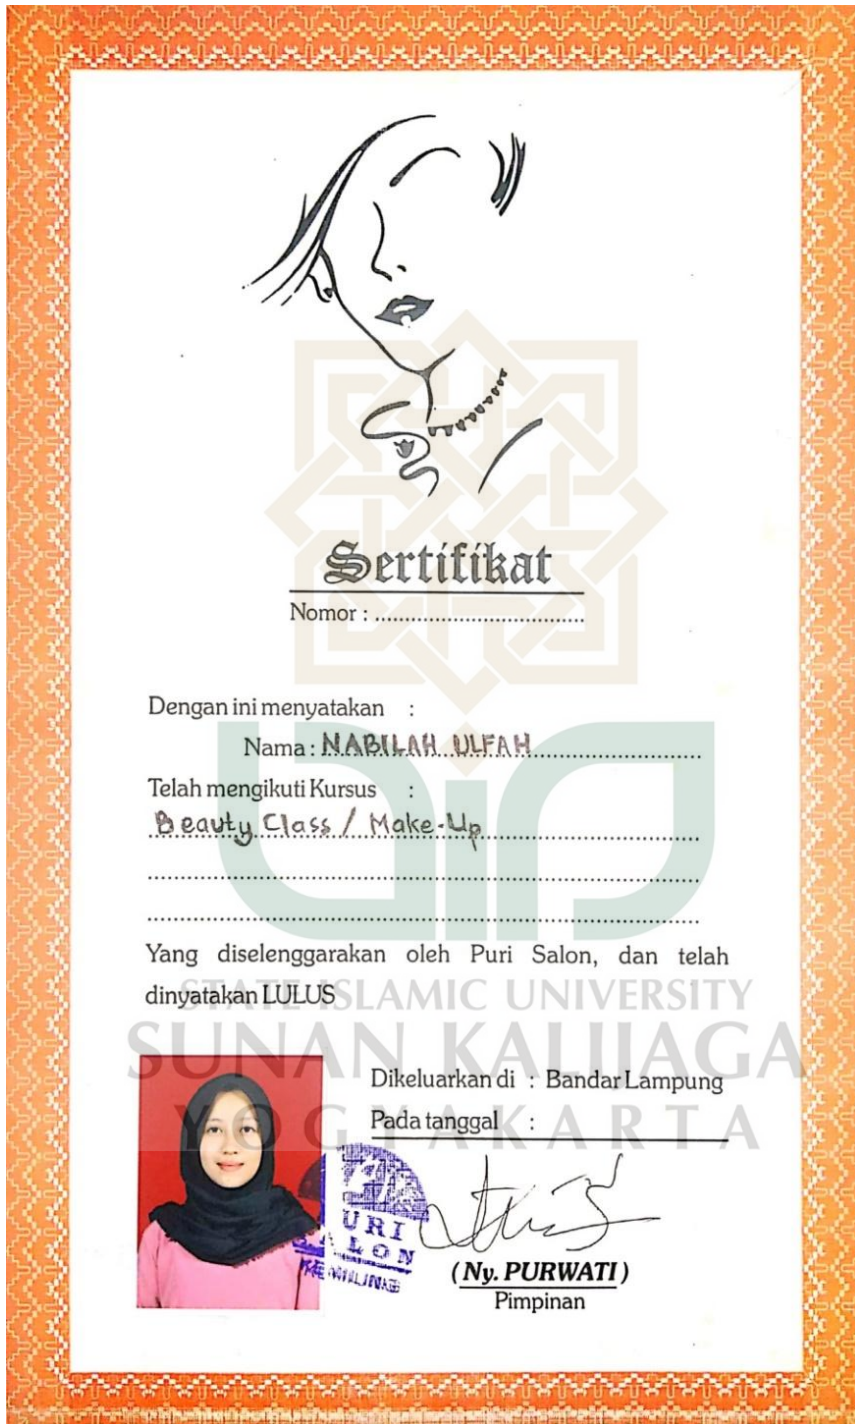 Sertifikat
Nomor : ....................................
Dengan ini menyatakan :
Nama : NABILAH ULFAH
Telah mengikuti Kursus :
Beauty Class / Make-Up
Yang diselenggarakan oleh Puri Salon, dan telah
dinyatakan LULUS
STATE ISLAMIC UNIVERSITY
SUNAN KALIJAGA
YOGYAKARTA
Dikeluarkan di : Bandar Lampung
Pada tanggal :
PURI
SALON
KEMILING
(Ny. PURWATI)
Pimpinan